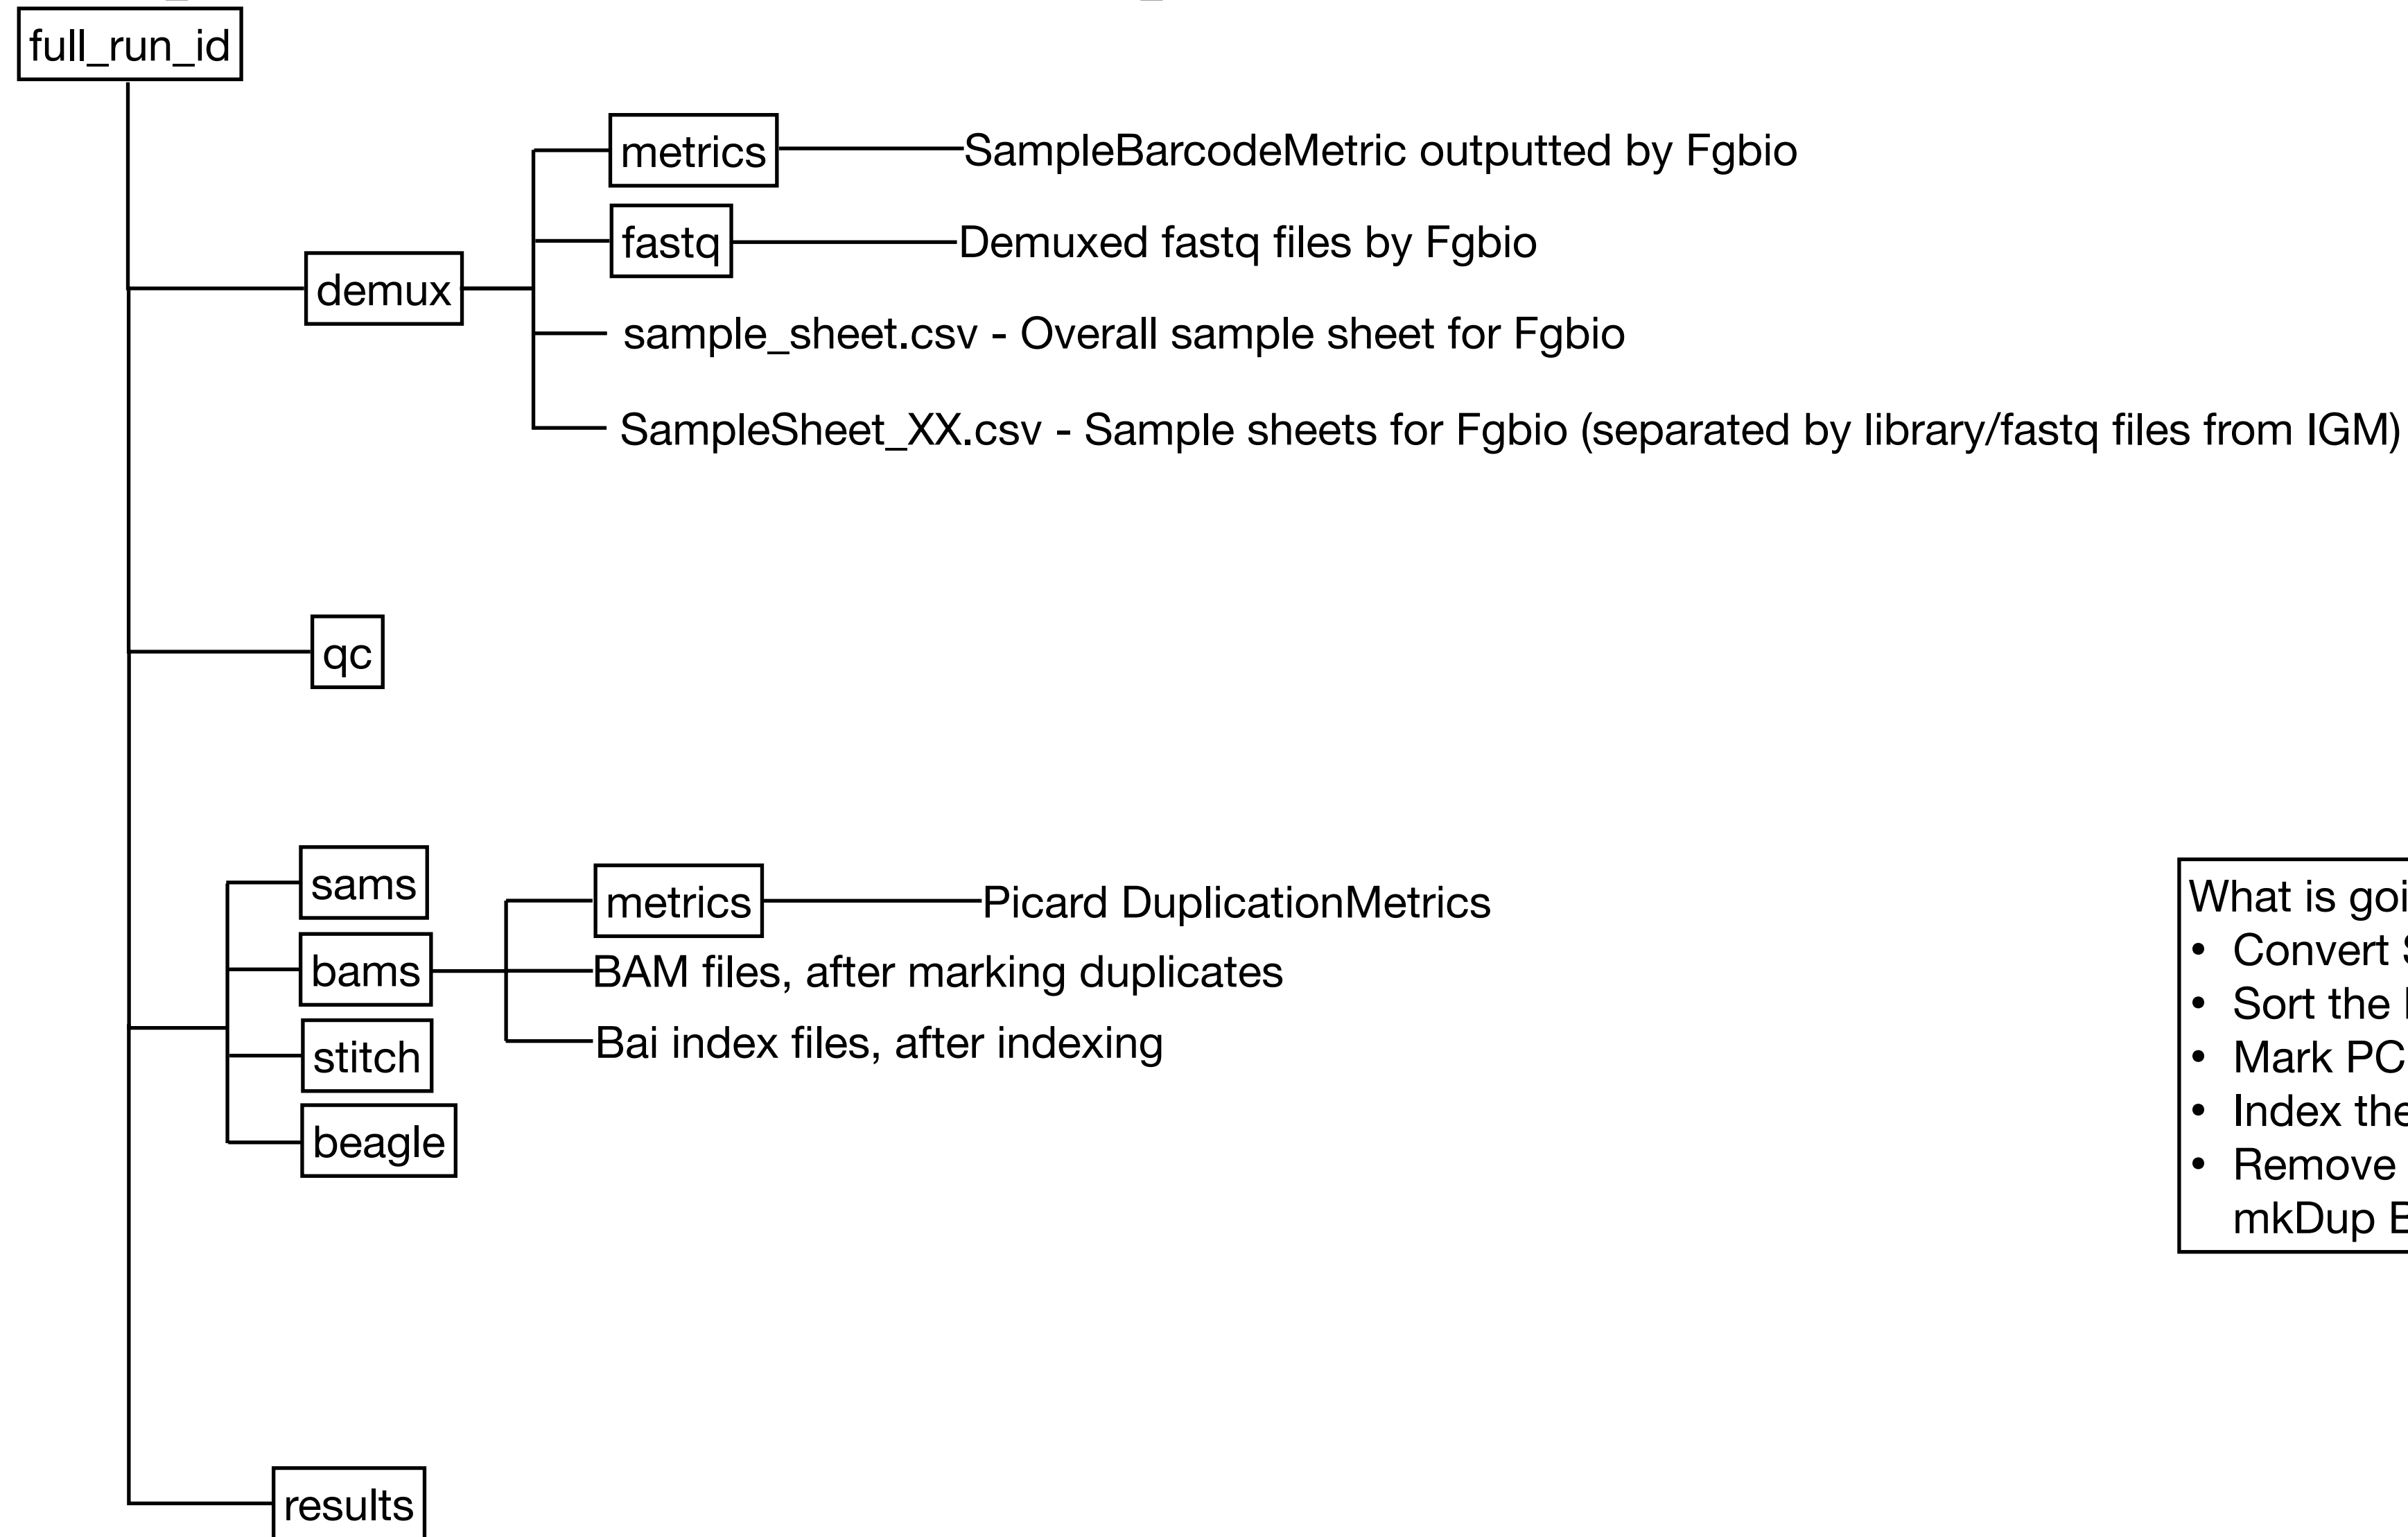 full_run_id
metrics
SampleBarcodeMetric outputted by Fgbio
fastq
Demuxed fastq files by Fgbio
demux
sample_sheet.csv - Overall sample sheet for Fgbio
SampleSheet_XX.csv - Sample sheets for Fgbio (separated by library/fastq files from IGM)
qc
sams
metrics
Picard DuplicationMetrics
bams
BAM files, after marking duplicates
stitch
Bai index files, after indexing
beagle
results
What is
• Convert
• Sort the
• Mark
• Index
• Remove
mkDup